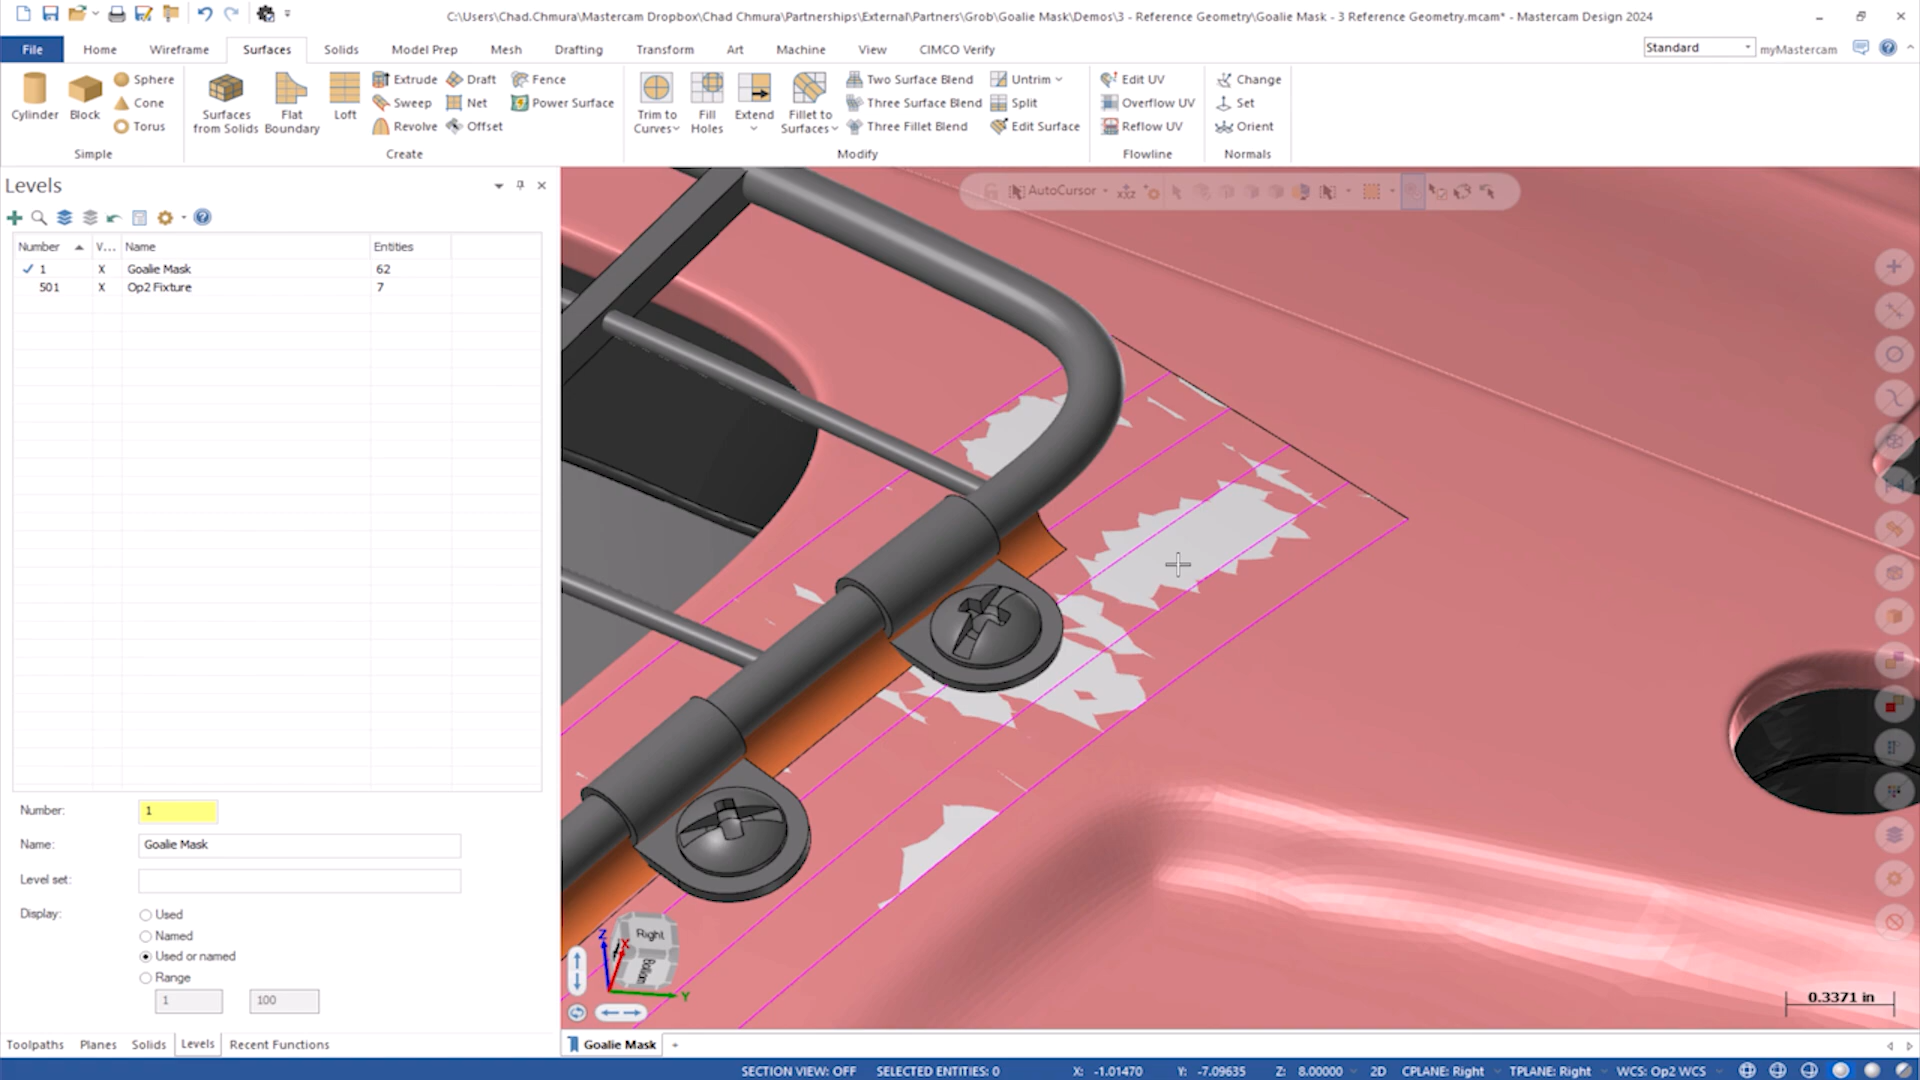 C:\Users\Chad.Chmura\Mastercam Dropbox\Chad Chmura\Partnerships\External\Partners\Grob\Goalie Mask\Demos\3 - Reference Geometry\Goalie Mask - 3 Reference Geometry.mcam* - Mastercam Design 2024
File Home Wireframe Surfaces Solids Model Prep Mesh Drafting Transform Art Machine View CIMCO Verify Standard myMastercam
Cylinder Block Sphere Cone Torus
Simple
Surfaces from Solids Flat Boundary Loft Extrude Sweep Revolve Draft Net Offset Fence Power Surface
Create
Trim to Curves Fill Holes Extend Fillet to Surfaces Two Surface Blend Three Surface Blend Three Fillet Blend Untrim Split Edit Surface
Modify
Edit UV Overflow UV Reflow UV
Flowline
Change Set Orient
Normals
Levels
AutoCursor
Number V... Name Entities
1 X Goalie Mask 62
501 X Op2 Fixture 7
Number: 1
Name: Goalie Mask
Level set:
Display: Used
Named
Used or named
Range
1 100
Z X Y Right Bottom
0.3371 in
Toolpaths Planes Solids Levels Recent Functions
Goalie Mask +
SECTION VIEW: OFF SELECTED ENTITIES: 0 X: -1.01470 Y: -7.09635 Z: 8.00000 2D CPLANE: Right TPLANE: Right WCS: Op2 WCS